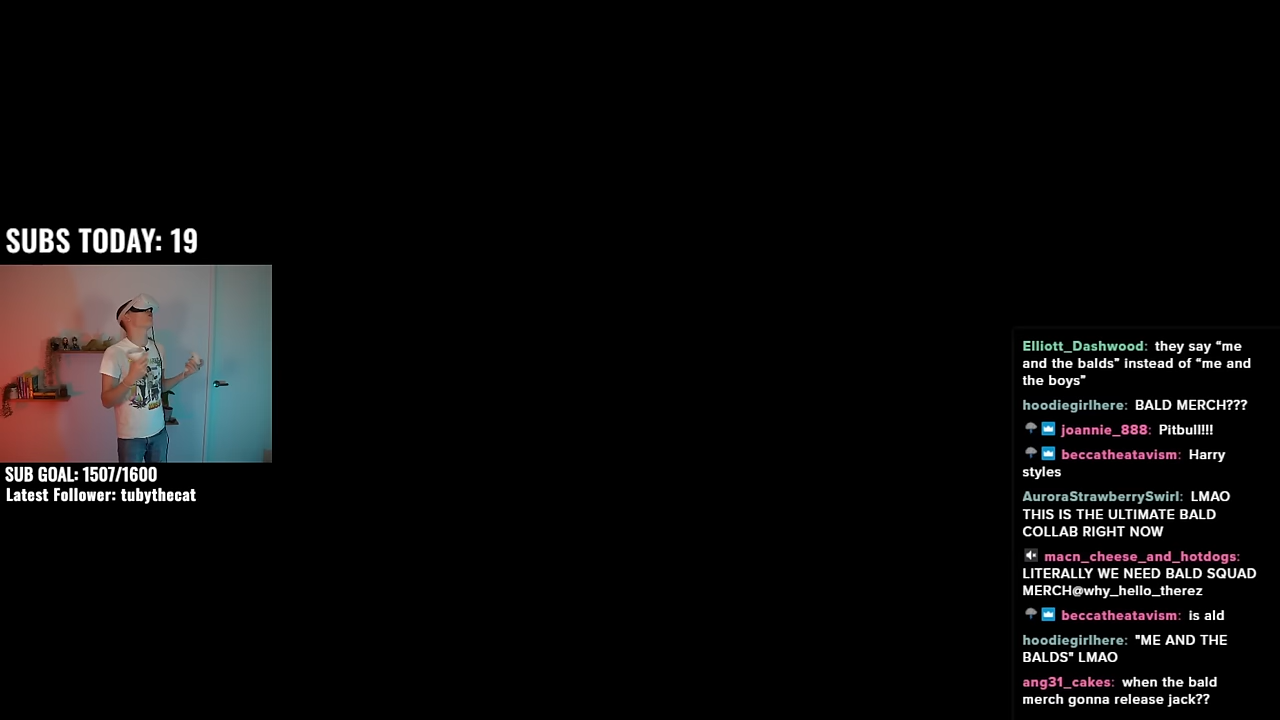 SUBS TODAY: 19
SUB GOAL: 1507/1600
Latest Follower: tubythecat
Elliott_Dashwood: they say “me
and the balds” instead of “me and
the boys”
hoodiegirlhere: BALD MERCH???
joannie_888: Pitbull!!!
beccatheatavism: Harry
styles
AuroraStrawberrySwirl: LMAO
THIS IS THE ULTIMATE BALD
COLLAB RIGHT NOW
macn_cheese_and_hotdogs:
LITERALLY WE NEED BALD SQUAD
MERCH@why_hello_therez
beccatheatavism: is ald
hoodiegirlhere: "ME AND THE
BALDS" LMAO
ang31_cakes: when the bald
merch gonna release jack??